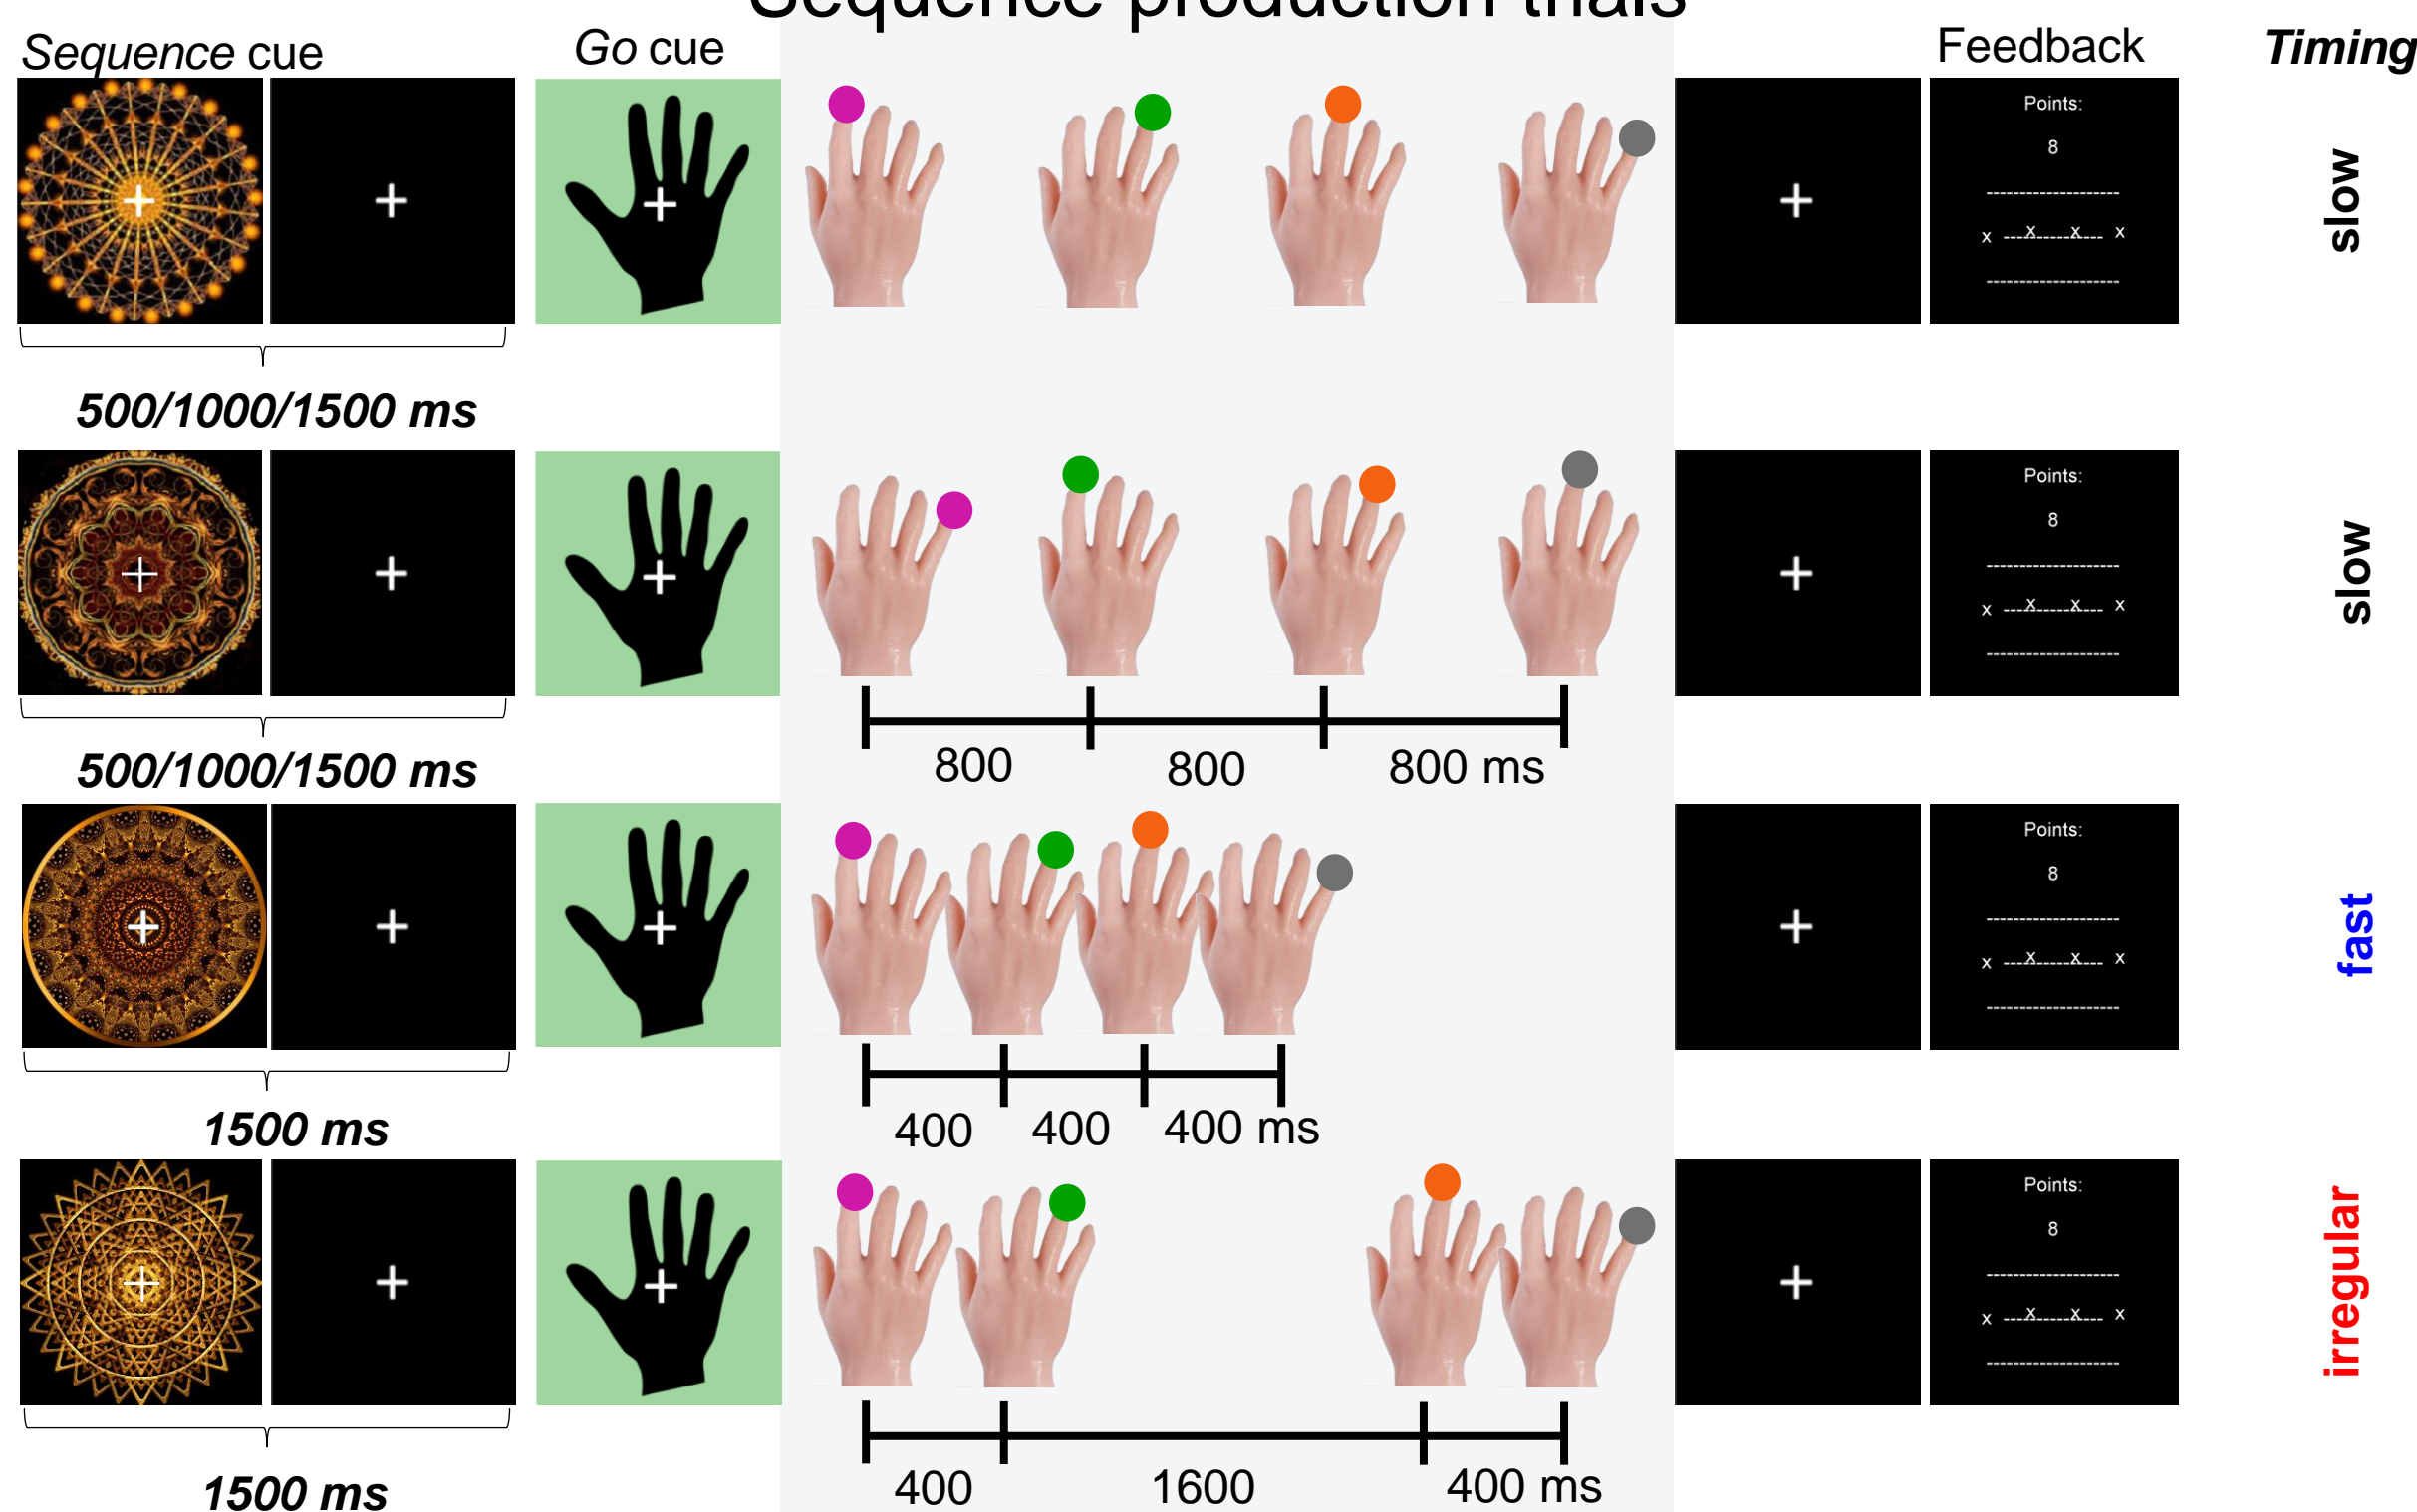 Sequence production trials
Sequence cue
Go cue
Feedback
Timing
Points:
8
--------------------
x ---x------x--- x
--------------------
slow
500/1000/1500 ms
Points:
8
--------------------
x ---x------x--- x
--------------------
slow
800
800
800 ms
500/1000/1500 ms
Points:
8
--------------------
x ---x------x--- x
--------------------
fast
400
400
400 ms
1500 ms
Points:
8
--------------------
x ---x------x--- x
--------------------
irregular
400
1600
400 ms
1500 ms